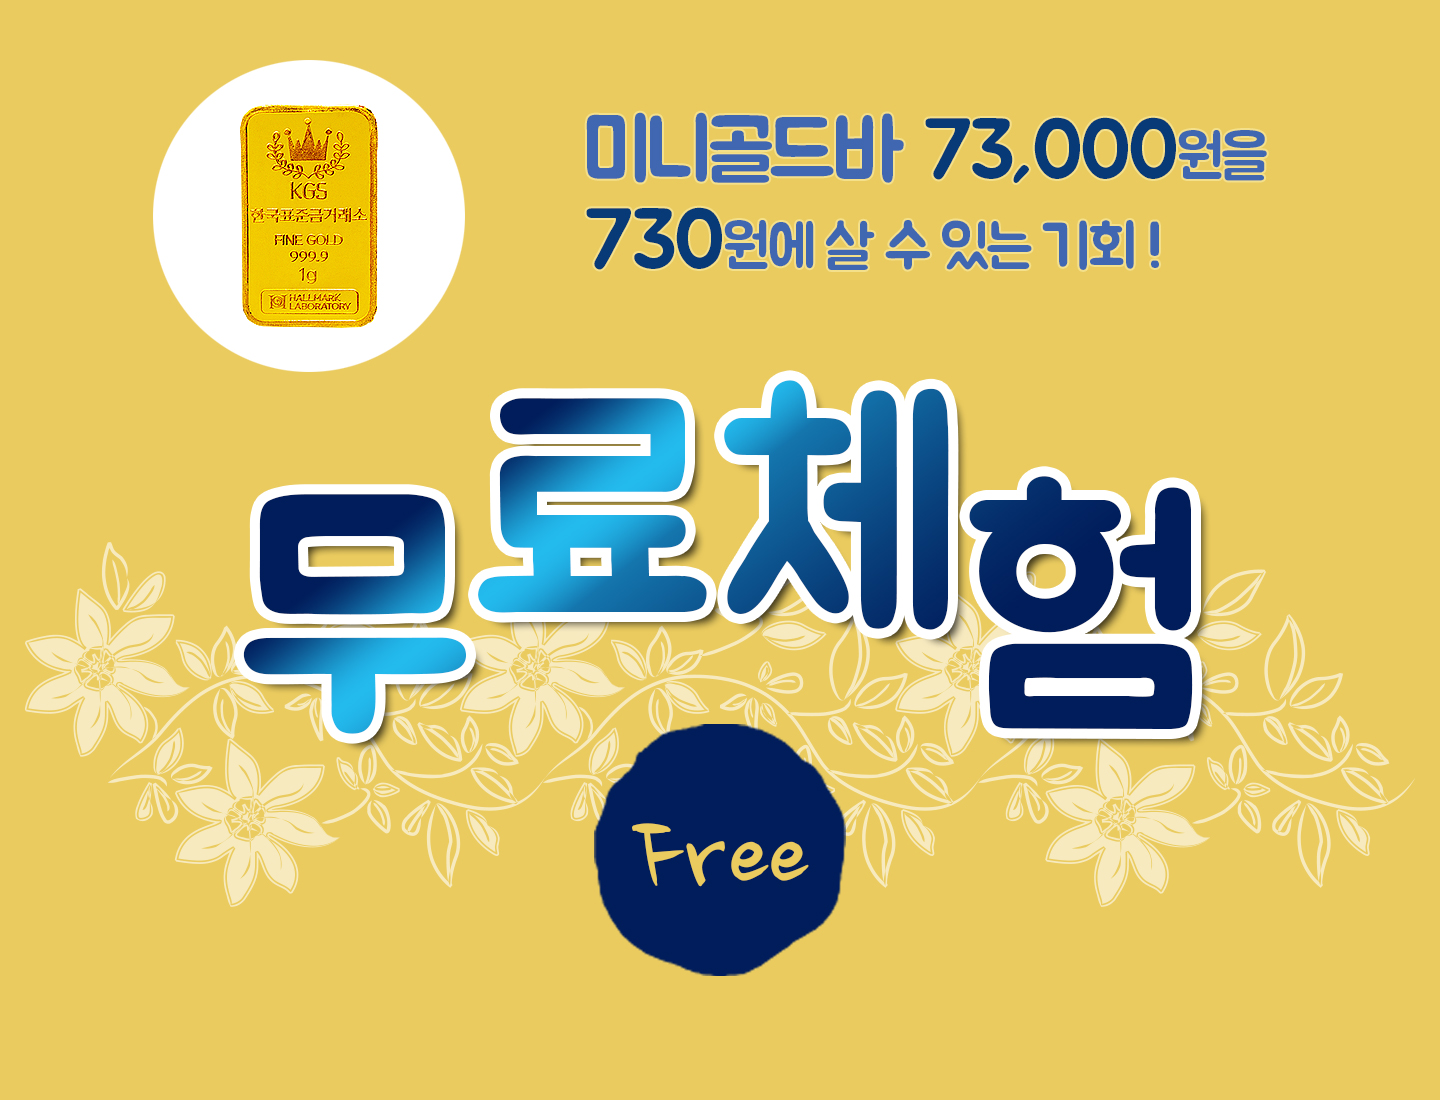 KGS
한국표준금거래소
FINE GOLD
999.9
1g
HALLMARK
LABORATORY
미니골드바 73,000원을
730원에 살 수 있는 기회 !
무료체험
Free